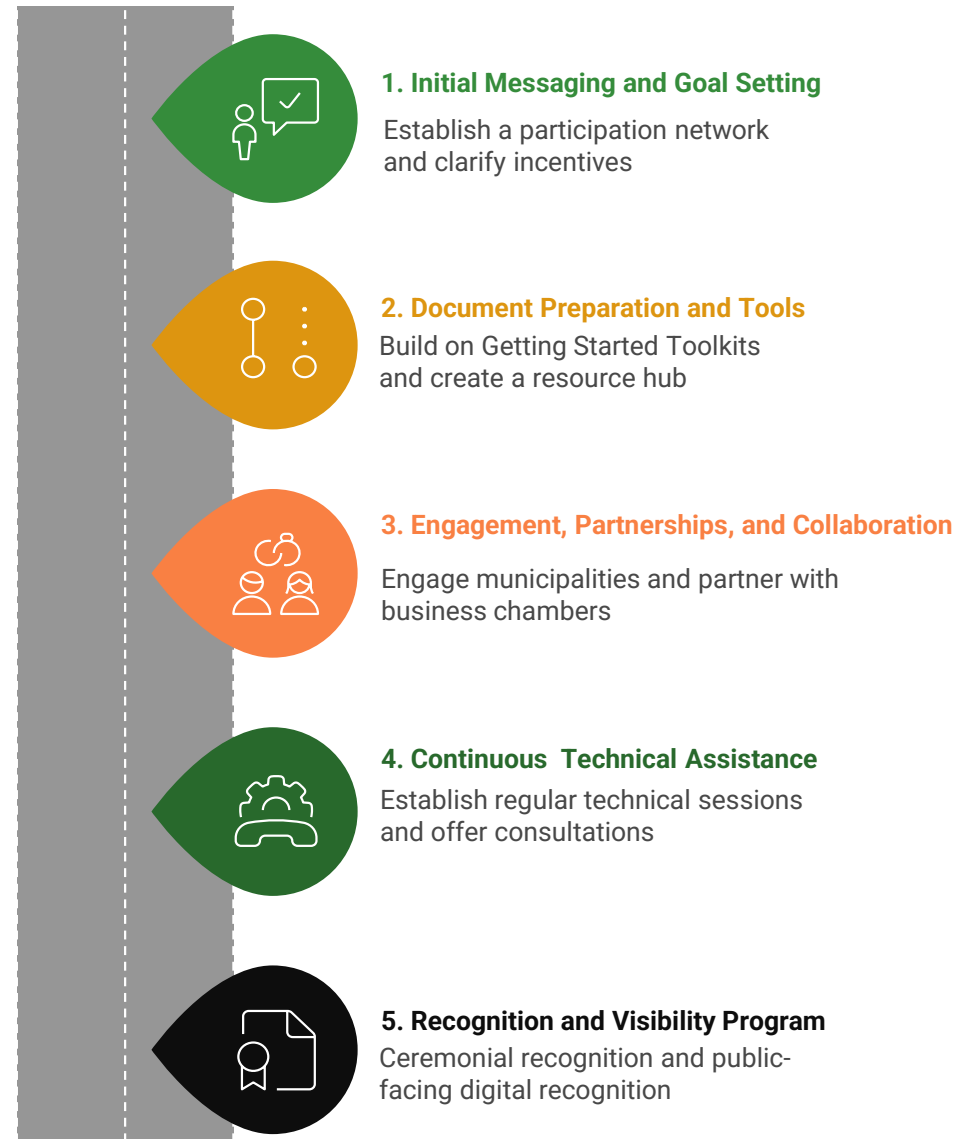 1. Initial Messaging and Goal Setting
Establish a participation network
and clarify incentives
2. Document Preparation and Tools
Build on Getting Started Toolkits
and create a resource hub
3. Engagement, Partnerships, and Collaboration
Engage municipalities and partner with
business chambers
4. Continuous  Technical Assistance
Establish regular technical sessions
and offer consultations
5. Recognition and Visibility Program
Ceremonial recognition and public-
facing digital recognition